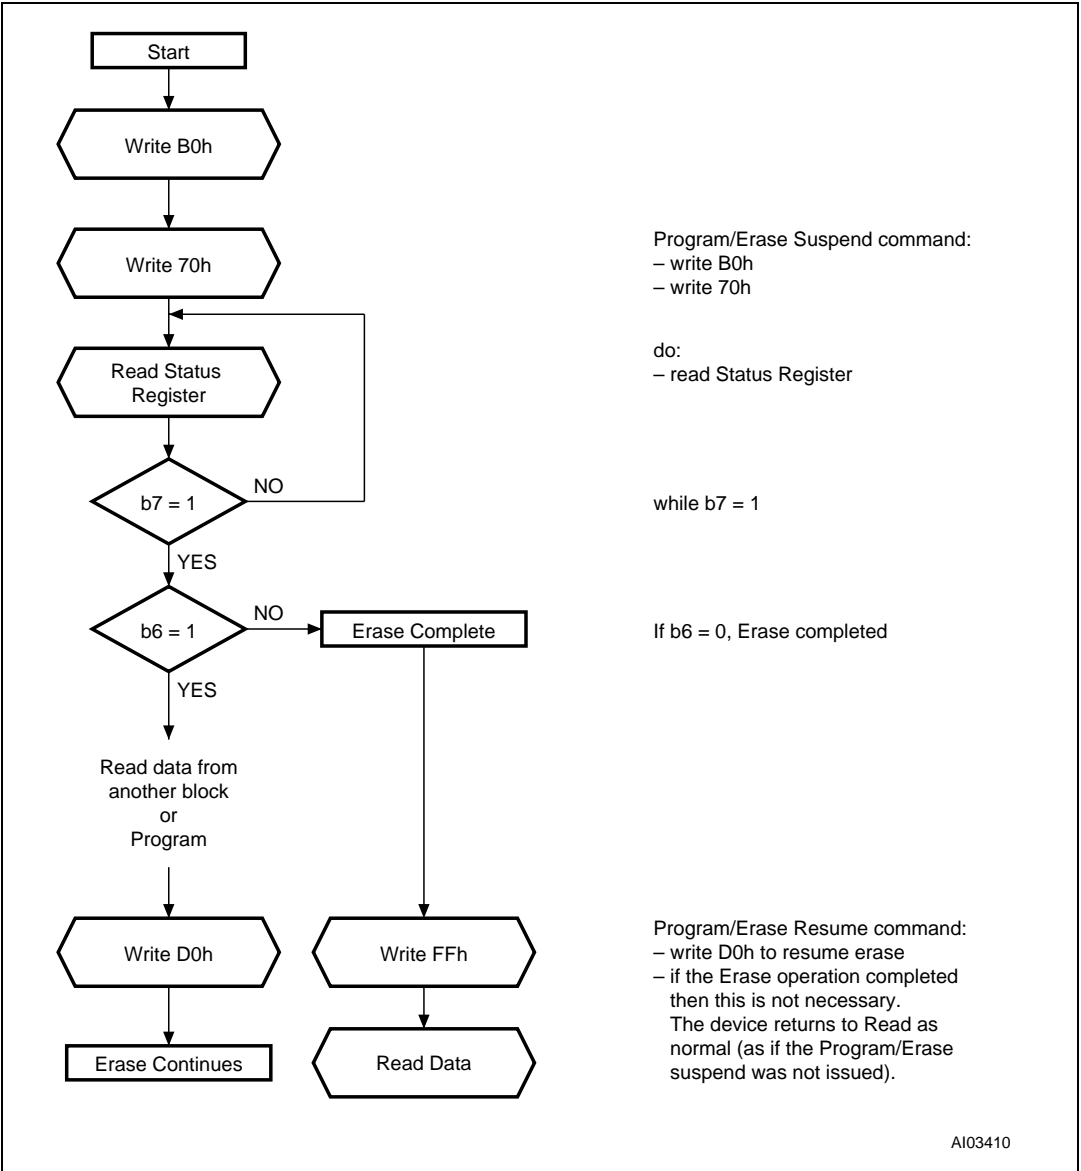 Start
Write B0h
Write 70h
Program/Erase Suspend command:
– write B0h
– write 70h
Read Status
Register
do:
– read Status Register
b7 = 1
NO
while b7 = 1
YES
b6 = 1
NO
Erase Complete
If b6 = 0, Erase completed
YES
Read data from
another block
or
Program
Write D0h
Write FFh
Program/Erase Resume command:
– write D0h to resume erase
– if the Erase operation completed
then this is not necessary.
The device returns to Read as
normal (as if the Program/Erase
suspend was not issued).
Erase Continues
Read Data
AI03410